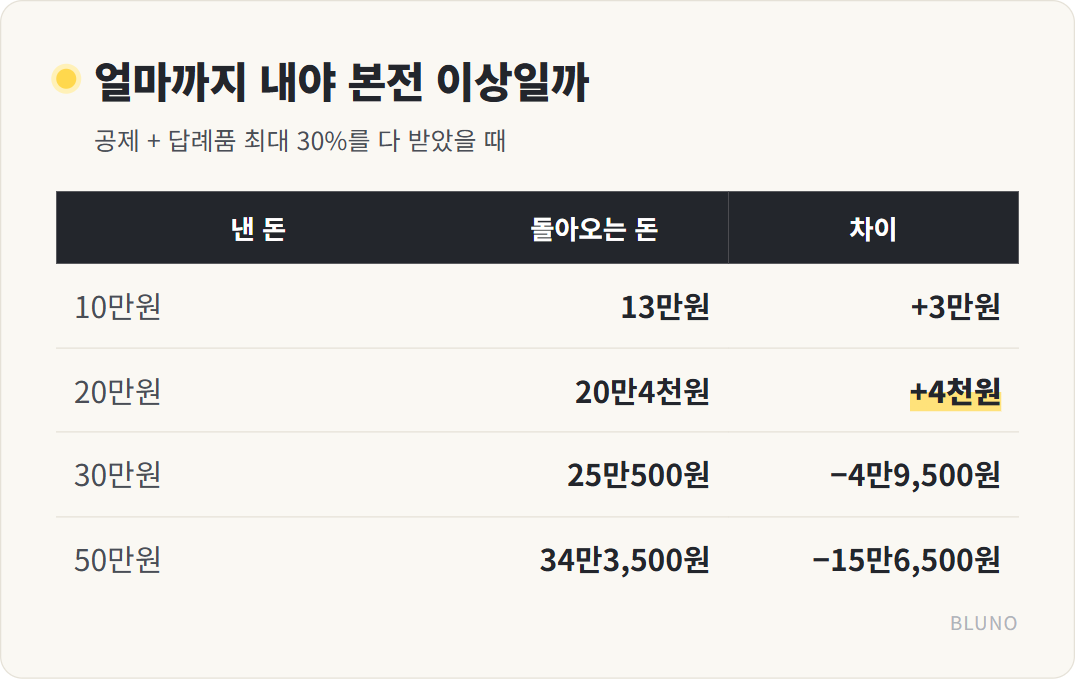 얼마까지 내야 본전 이상일까
공제 + 답례품 최대 30%를 다 받았을 때
낸 돈 돌아오는 돈 차이
10만원 13만원 +3만원
20만원 20만4천원 +4천원
30만원 25만500원 −4만9,500원
50만원 34만3,500원 −15만6,500원
BLUNO